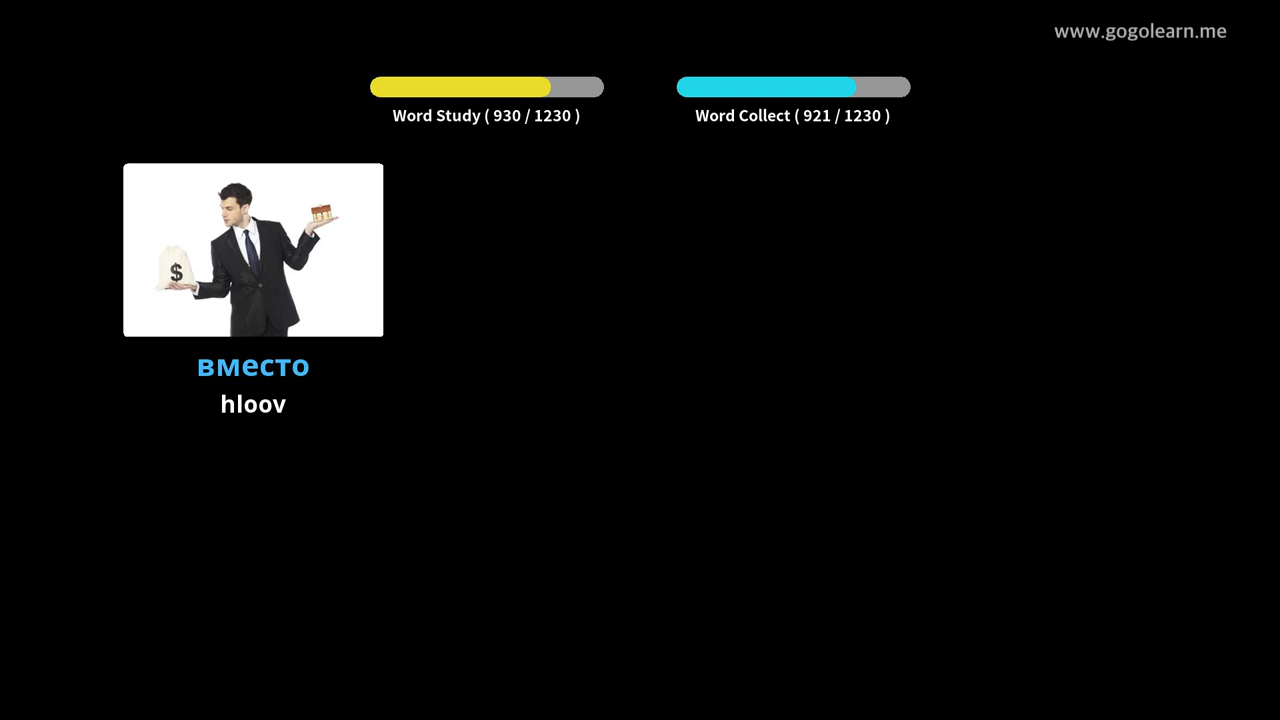 www.gogolearn.me
Word Study ( 930 / 1230 )
Word Collect ( 921 / 1230 )
$
вместо
hloov